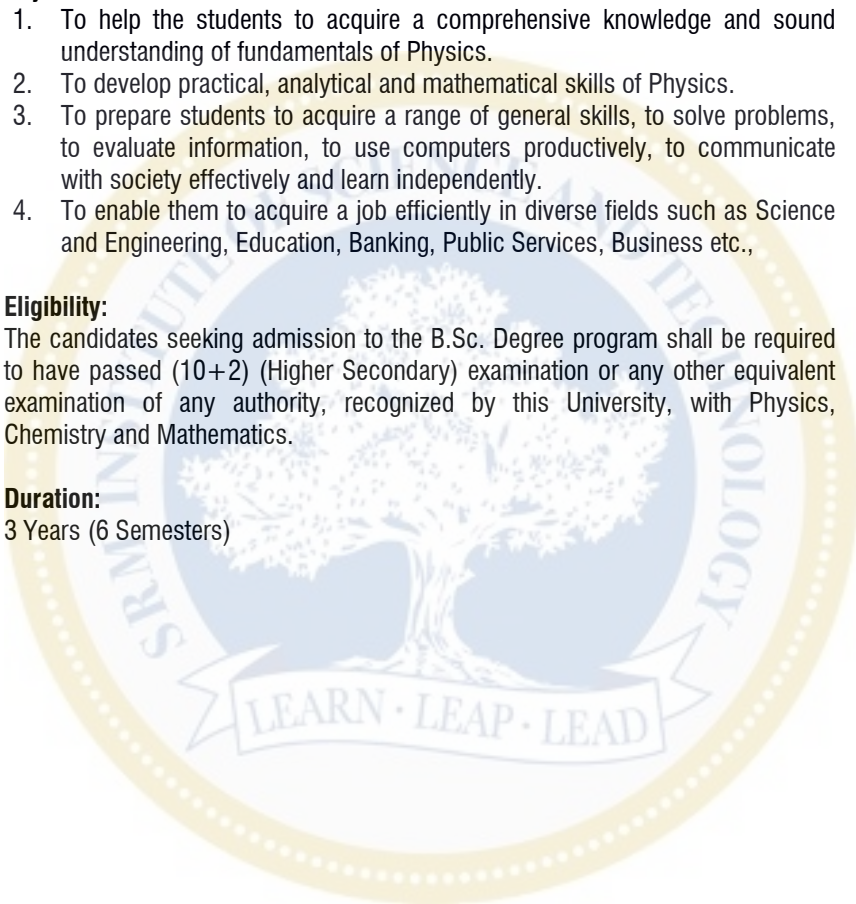 1. To help the students to acquire a comprehensive knowledge and sound
understanding of fundamentals of Physics.
2. To develop practical, analytical and mathematical skills of Physics.
3. To prepare students to acquire a range of general skills, to solve problems,
to evaluate information, to use computers productively, to communicate
with society effectively and learn independently.
4. To enable them to acquire a job efficiently in diverse fields such as Science
and Engineering, Education, Banking, Public Services, Business etc.,
Eligibility:
The candidates seeking admission to the B.Sc. Degree program shall be required
to have passed (10+2) (Higher Secondary) examination or any other equivalent
examination of any authority, recognized by this University, with Physics,
Chemistry and Mathematics.
Duration:
3 Years (6 Semesters)
SRM INSTITUTE OF SCIENCE AND TECHNOLOGY
LEARN · LEAP · LEAD